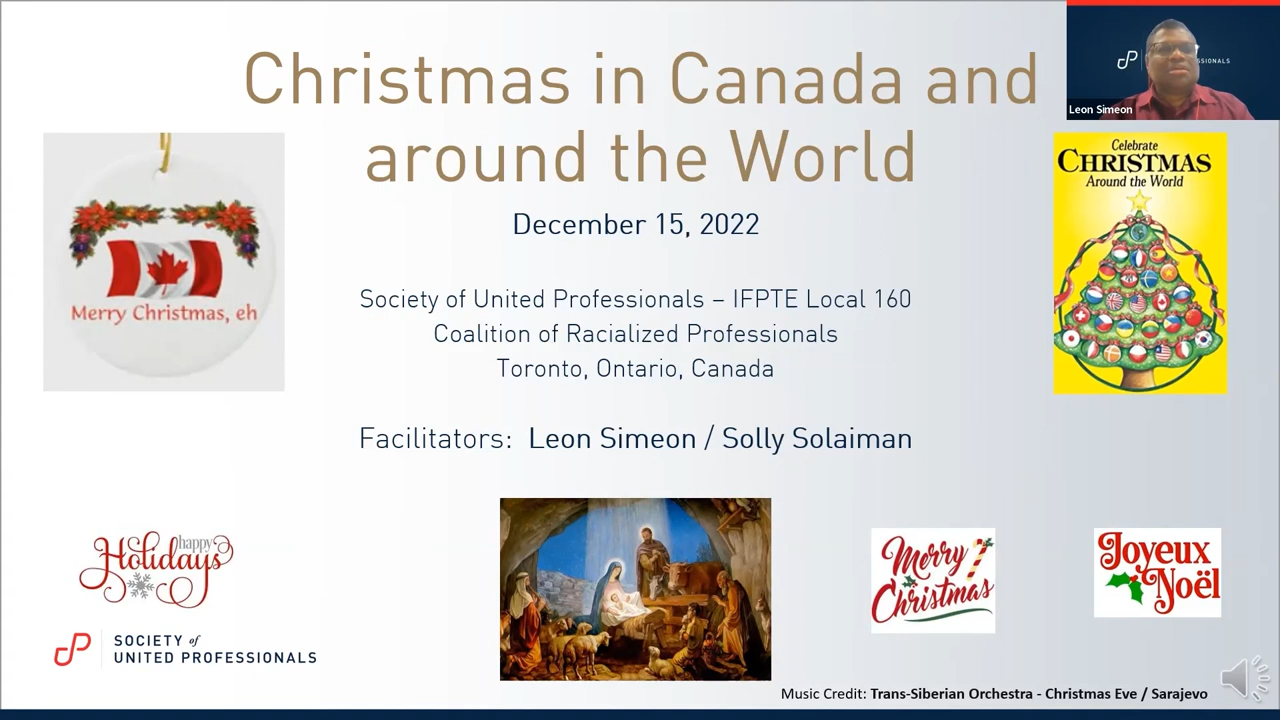 Christmas in Canada and
around the World
December 15, 2022
Society of United Professionals – IFPTE Local 160
Coalition of Racialized Professionals
Toronto, Ontario, Canada
Facilitators: Leon Simeon / Solly Solaiman
Merry Christmas, eh
Leon Simeon
Celebrate
CHRISTMAS
Around the World
happy
Holidays
SOCIETY of
UNITED PROFESSIONALS
Merry
Christmas
Joyeux
Noël
Music Credit: Trans-Siberian Orchestra - Christmas Eve / Sarajevo